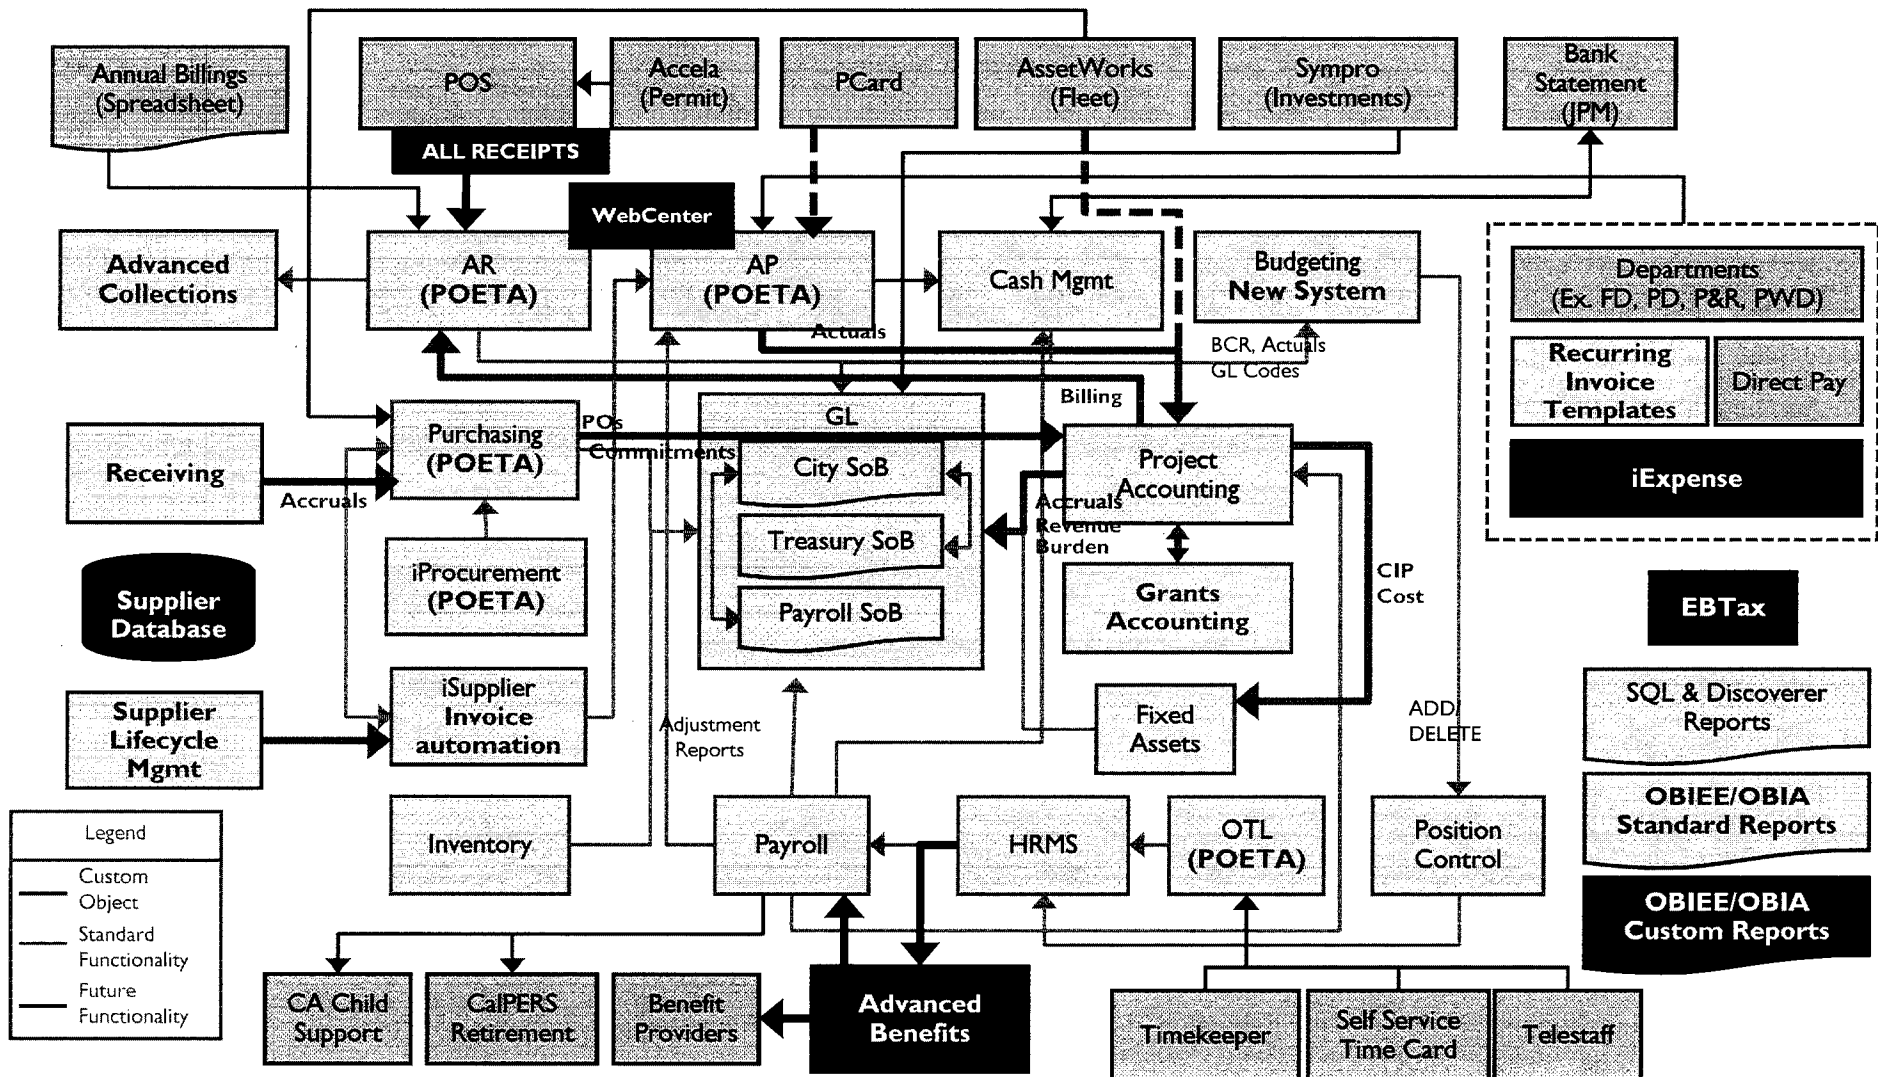 Annual Billings
(Spreadsheet)
POS
Accela
(Permit)
PCard
AssetWorks
(Fleet)
Sympro
(Investments)
Bank
Statement
(JPM)
ALL RECEIPTS
WebCenter
Advanced
Collections
AR
(POETA)
AP
(POETA)
Cash Mgmt
Budgeting
New System
Departments
(Ex. FD, PD, P&R, PWD)
Recurring
Invoice
Templates
Direct Pay
iExpense
Actuals
BCR, Actuals
GL Codes
Billing
Receiving
Accruals
Purchasing
(POETA)
POs
Commitments
GL
City SoB
Treasury SoB
Payroll SoB
Project
Accounting
Accruals
Revenue
Burden
Grants
Accounting
CIP
Cost
iProcurement
(POETA)
Supplier
Database
EBTax
Supplier
Lifecycle
Mgmt
iSupplier
Invoice
automation
Adjustment
Reports
Fixed
Assets
ADD/
DELETE
SQL & Discoverer
Reports
OBIEE/OBIA
Standard Reports
OBIEE/OBIA
Custom Reports
Inventory
Payroll
HRMS
OTL
(POETA)
Position
Control
Legend
Custom
Object
Standard
Functionality
Future
Functionality
CA Child
Support
CalPERS
Retirement
Benefit
Providers
Advanced
Benefits
Timekeeper
Self Service
Time Card
Telestaff